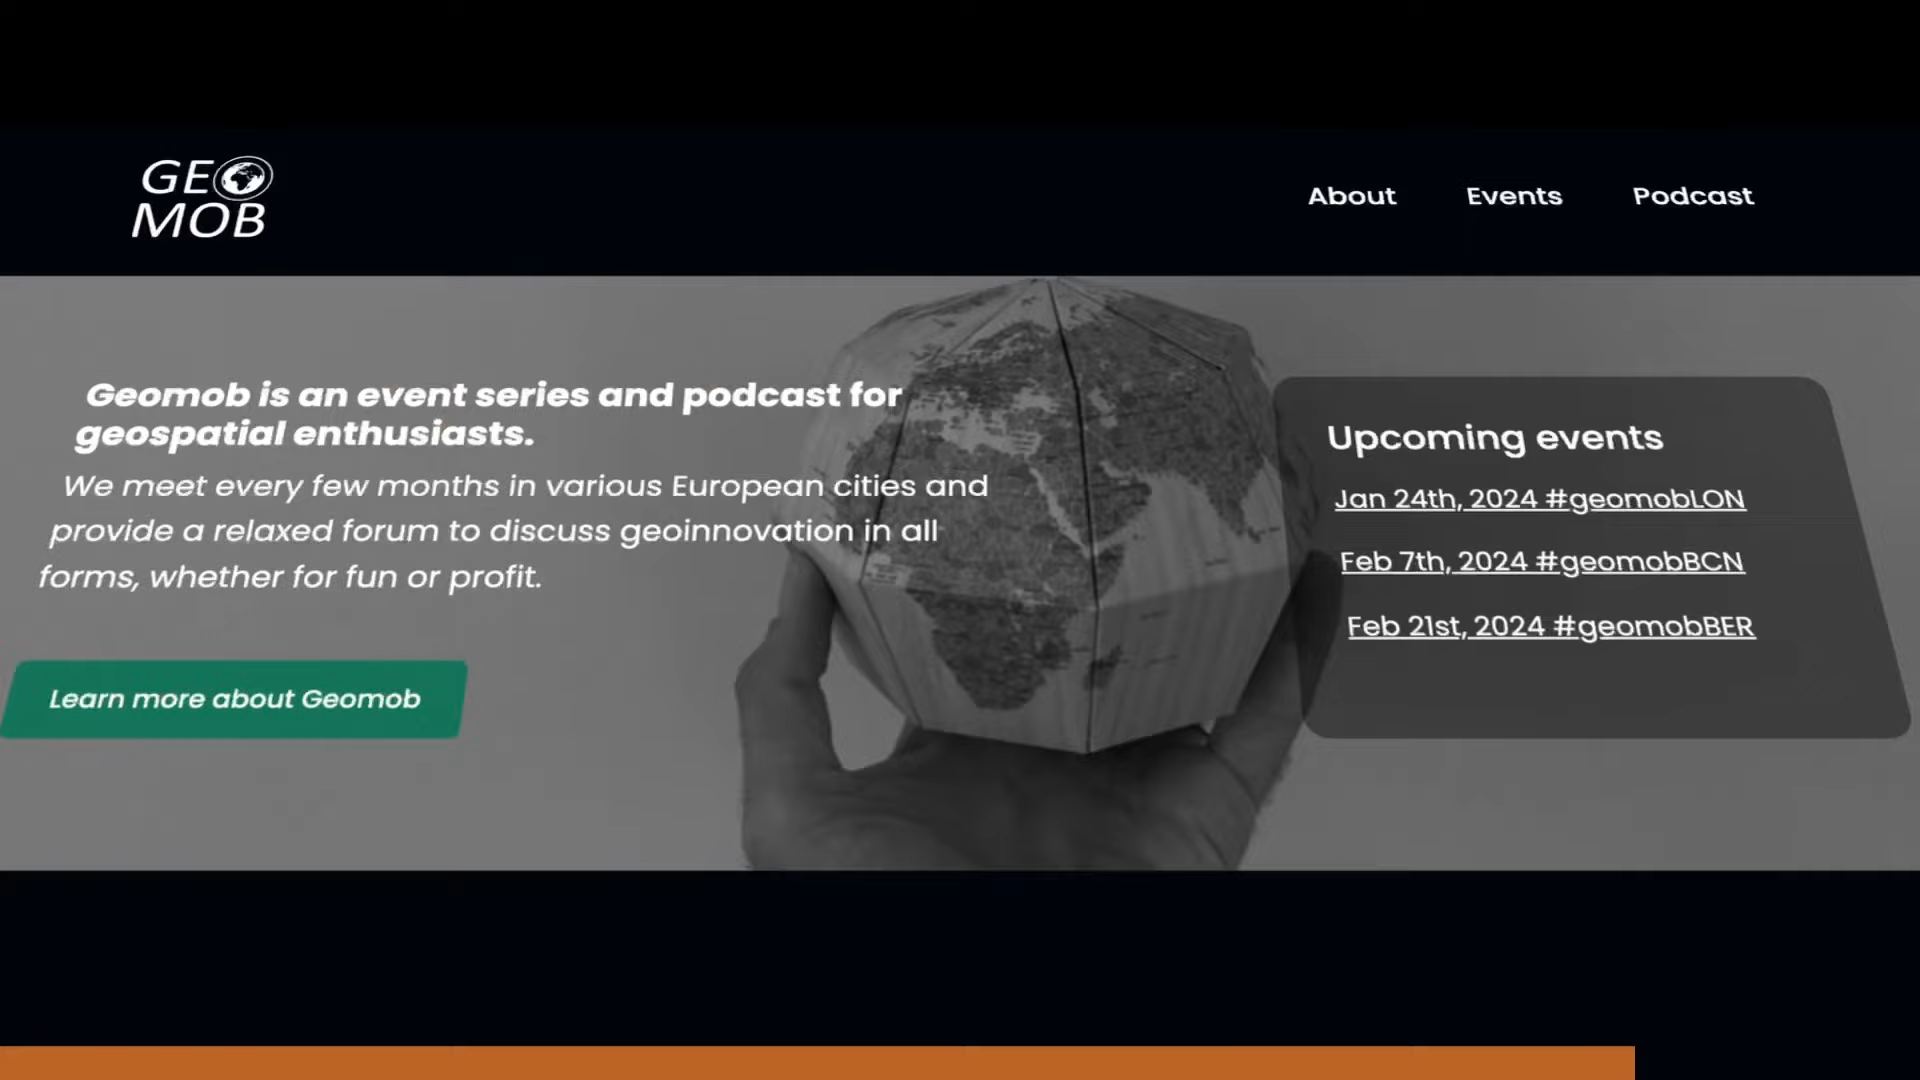 GEO
MOB
About
Events
Podcast
Geomob is an event series and podcast for
geospatial enthusiasts.
We meet every few months in various European cities and
provide a relaxed forum to discuss geoinnovation in all
forms, whether for fun or profit.
Learn more about Geomob
Upcoming events
Jan 24th, 2024 #geomobLON
Feb 7th, 2024 #geomobBCN
Feb 21st, 2024 #geomobBER